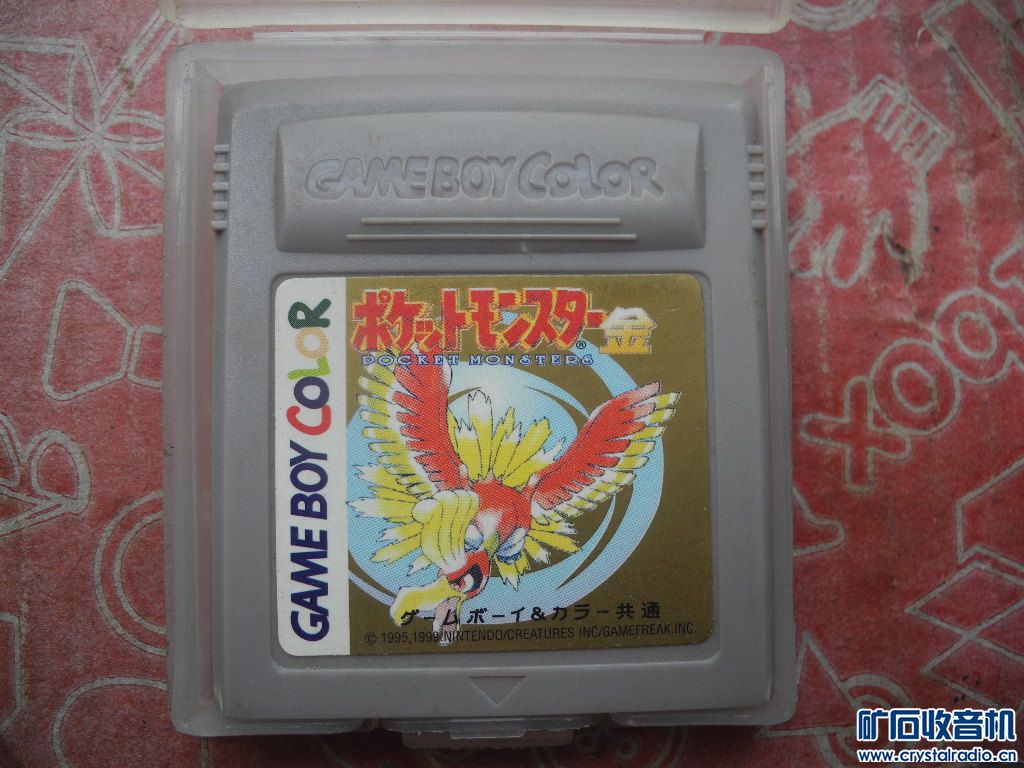 GAMEBOY COLOR
GAME BOY COLOR
ポケットモンスター金
®
POCKET MONSTERS
ゲームボーイ&カラー共通
© 1995,1999 NINTENDO/CREATURES INC/GAMEFREAK.INC.
XOOX
矿石收音机
www.crystalradio.cn